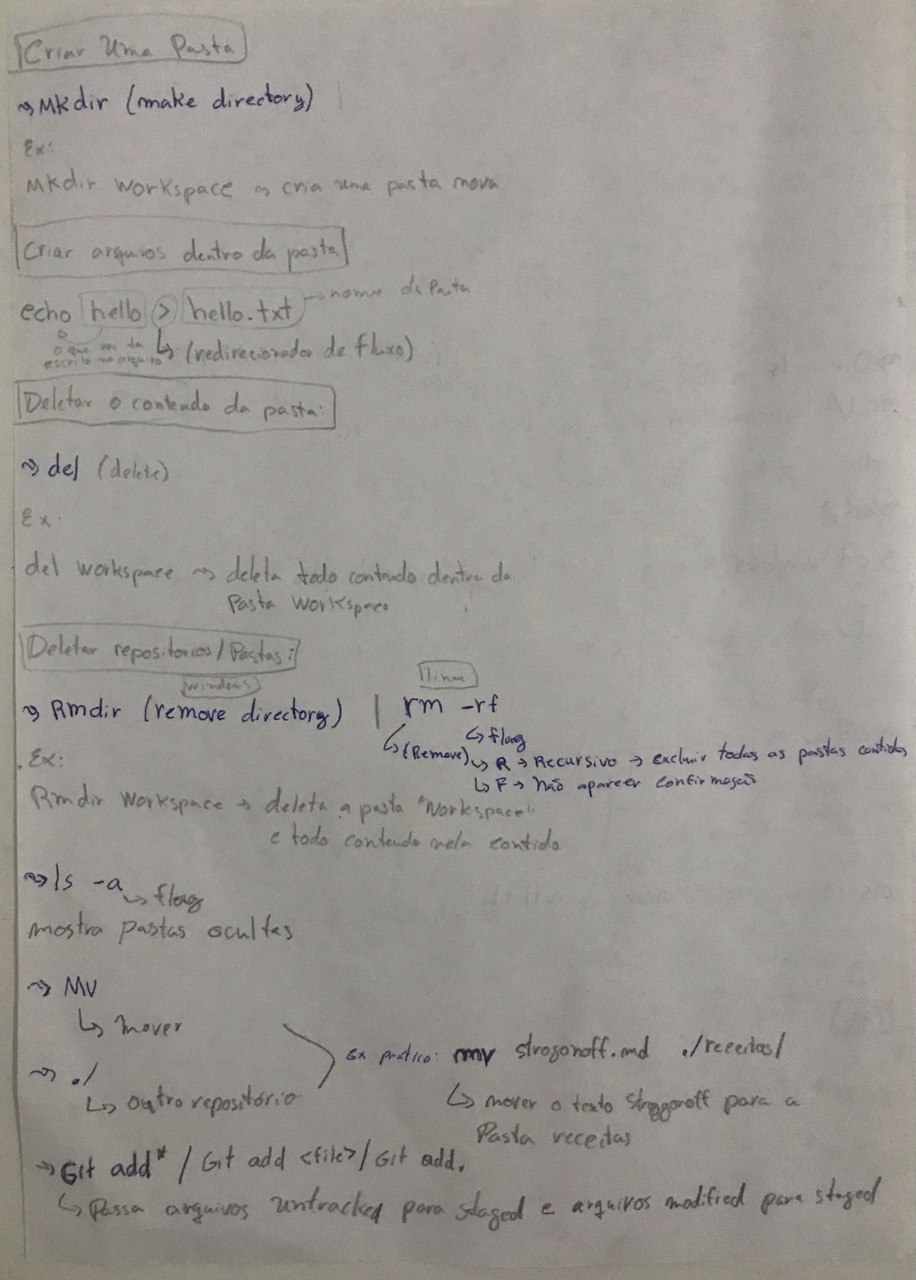 Criar Uma Pasta
→ Mkdir (make directory)
Ex:
Mkdir Workspace → cria uma pasta nova
Criar arquivos dentro da pasta
echo hello > hello.txt → nome da Pasta
o que vai ta escrito no arquivo
↳ (redirecionador de fluxo)
Deletar o conteudo da pasta:
→ del (delete)
Ex:
del workspace → deleta todo conteudo dentro da
Pasta Workspace
Deletar repositorios/Pastas:
windows
linux
→ Rmdir (remove directory) | rm -rf
↳ (Remove) ↳ flag
↳ R → Recursivo → excluir todas as pastas contidas
↳ F → não aparecer confirmação
Ex:
Rmdir Workspace → deleta a pasta "Workspace"
e todo conteudo nela contido
→ ls -a
↳ flag
mostra pastas ocultas
→ MV
↳ mover
→ ./
↳ outro repositorio
Ex pratico: mv strogonoff.md ./receitas/
↳ mover o texto Stroggonoff para a
Pasta receitas
→ Git add* / Git add <file> / Git add.
↳ Passa arquivos untracked para staged e arquivos modified para staged